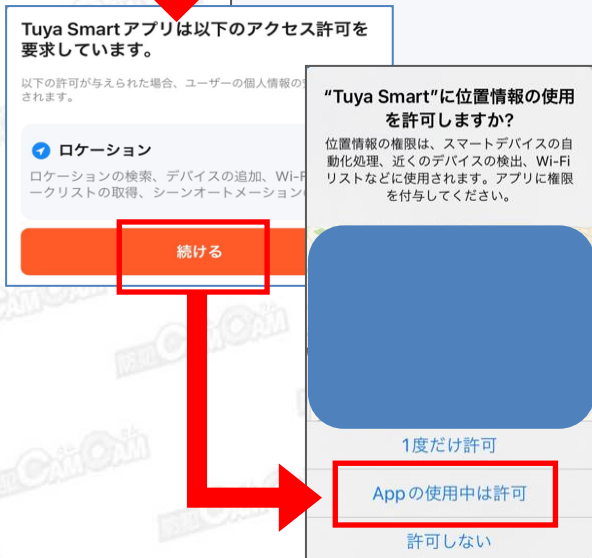 Tuya Smartアプリは以下のアクセス許可を
要求しています。
以下の許可が与えられた場合、ユーザーの個人情報の
されます。
ロケーション
ロケーションの検索、デバイスの追加、Wi-F
ークリストの取得、シーンオートメーション
続ける
“Tuya Smart”に位置情報の使用
を許可しますか?
位置情報の権限は、スマートデバイスの自
動化処理、近くのデバイスの検出、Wi-Fi
リストなどに使用されます。アプリに権限
を付与してください。
1度だけ許可
Appの使用中は許可
許可しない
防犯CAMCAM
CAMCAM